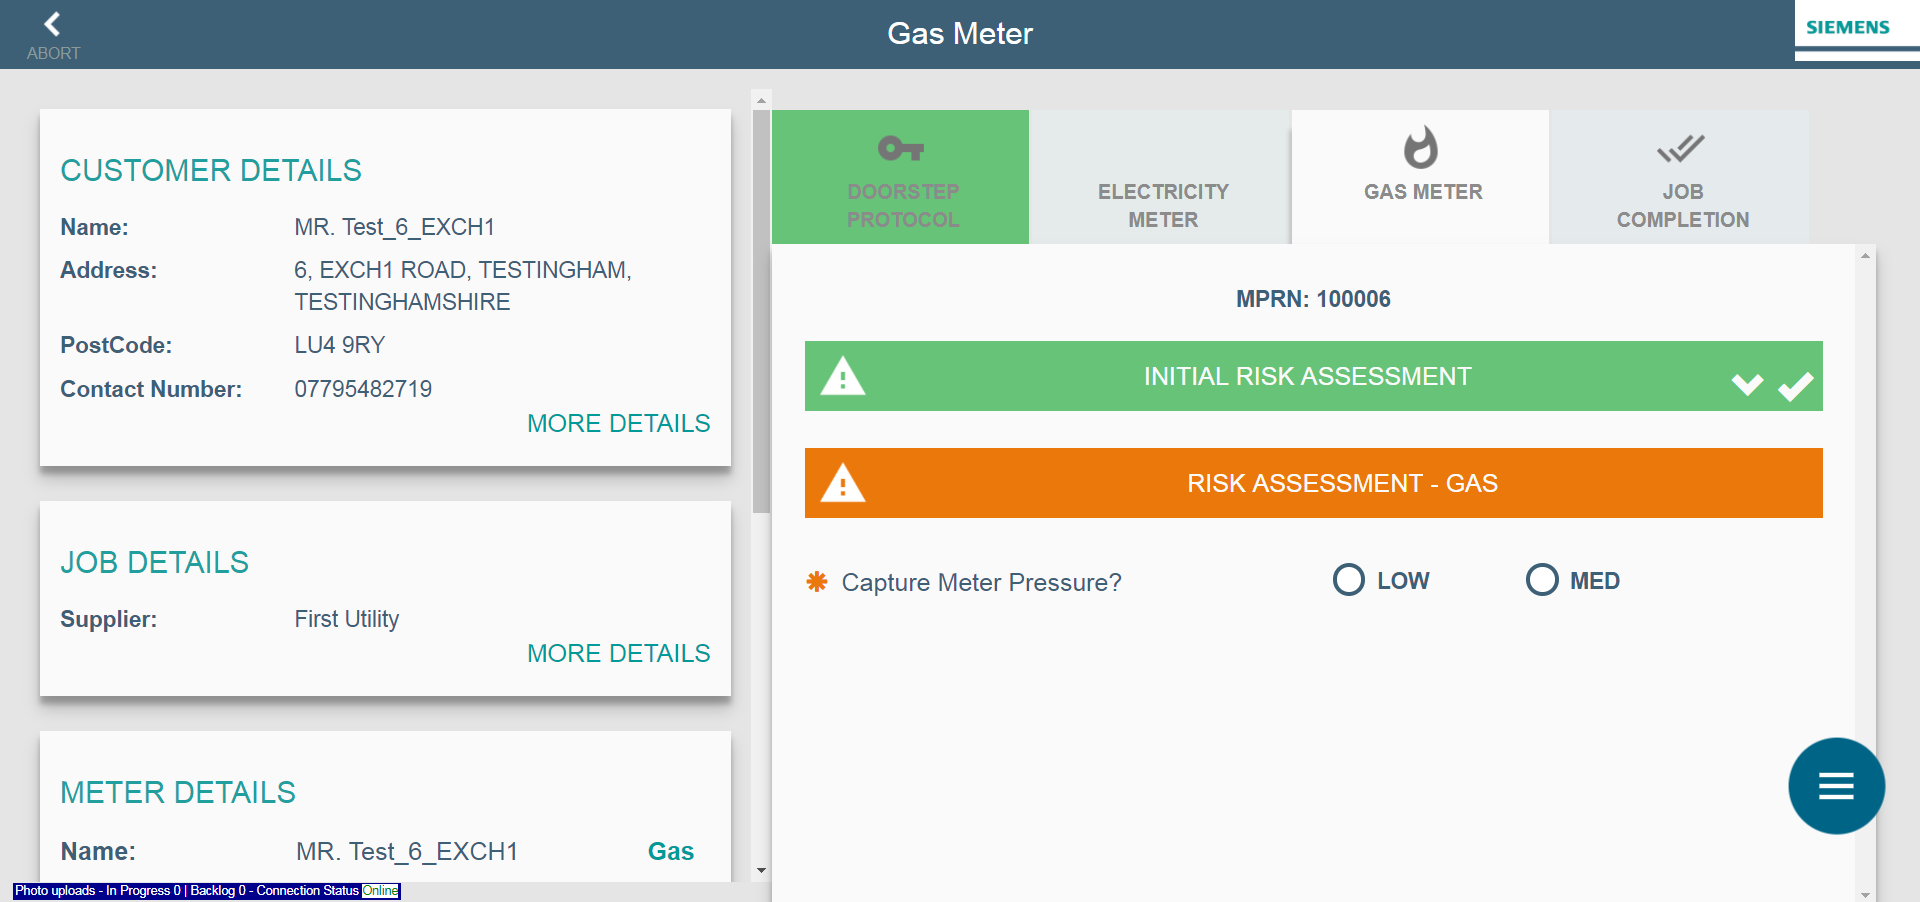 ABORT
Gas Meter
SIEMENS
CUSTOMER DETAILS
Name: MR. Test_6_EXCH1
Address: 6, EXCH1 ROAD, TESTINGHAM,
TESTINGHAMSHIRE
PostCode: LU4 9RY
Contact Number: 07795482719
MORE DETAILS
JOB DETAILS
Supplier: First Utility
MORE DETAILS
METER DETAILS
Name: MR. Test_6_EXCH1 Gas
Photo uploads - In Progress 0 | Backlog 0 - Connection Status Online
DOORSTEP
PROTOCOL
ELECTRICITY
METER
GAS METER
JOB
COMPLETION
MPRN: 100006
INITIAL RISK ASSESSMENT
RISK ASSESSMENT - GAS
✱ Capture Meter Pressure? LOW MED